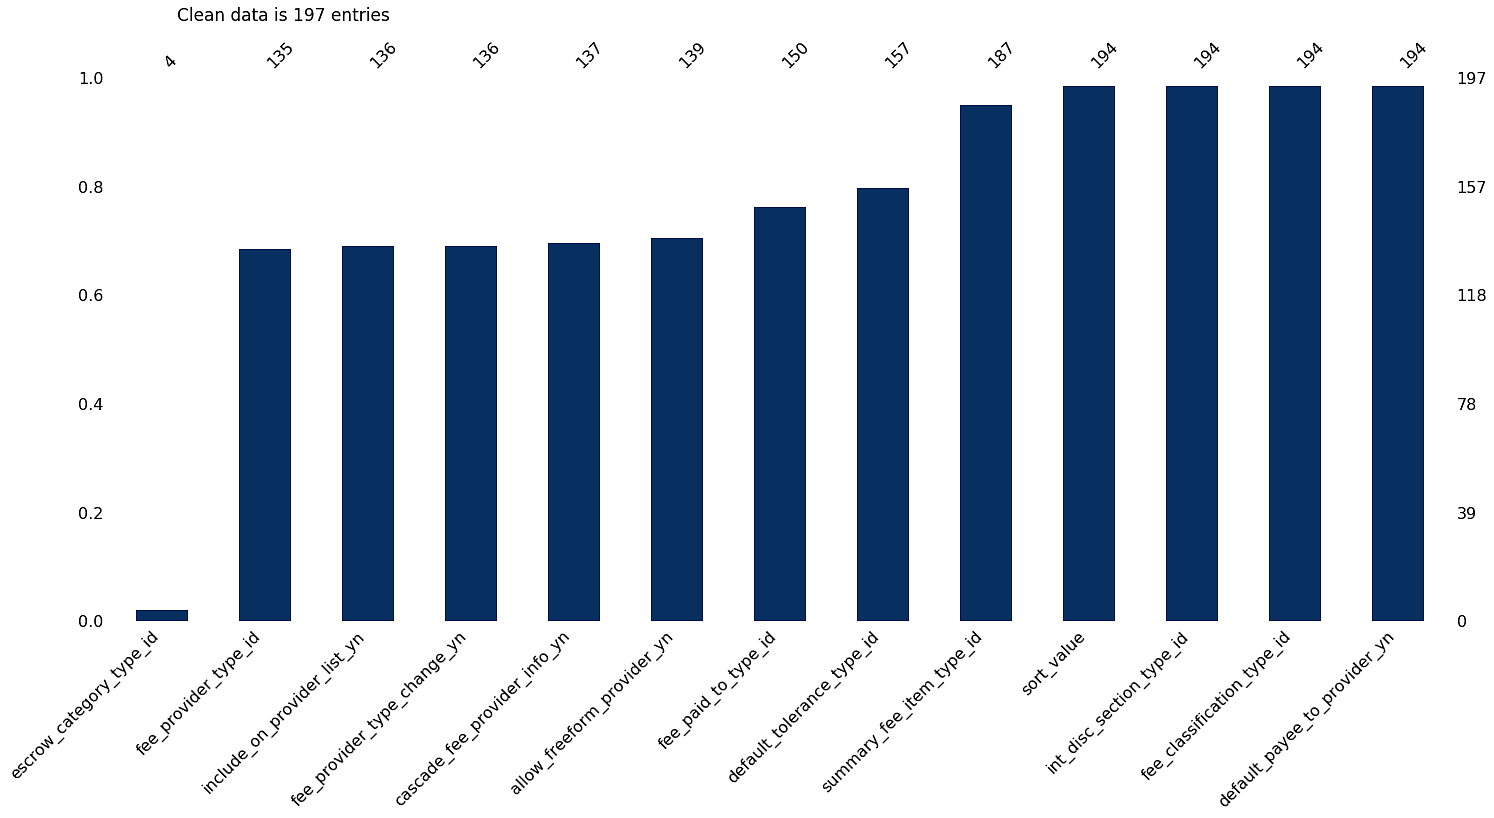 Clean data is 197 entries
4 135 136 136 137 139 150 157 187 194 194 194 194
1.0 197
0.8 157
0.6 118
0.4 78
0.2 39
0.0 0
escrow_category_type_id
fee_provider_type_id
include_on_provider_list_yn
fee_provider_type_change_yn
cascade_fee_provider_info_yn
allow_freeform_provider_yn
fee_paid_to_type_id
default_tolerance_type_id
summary_fee_item_type_id
sort_value
int_disc_section_type_id
fee_classification_type_id
default_payee_to_provider_yn